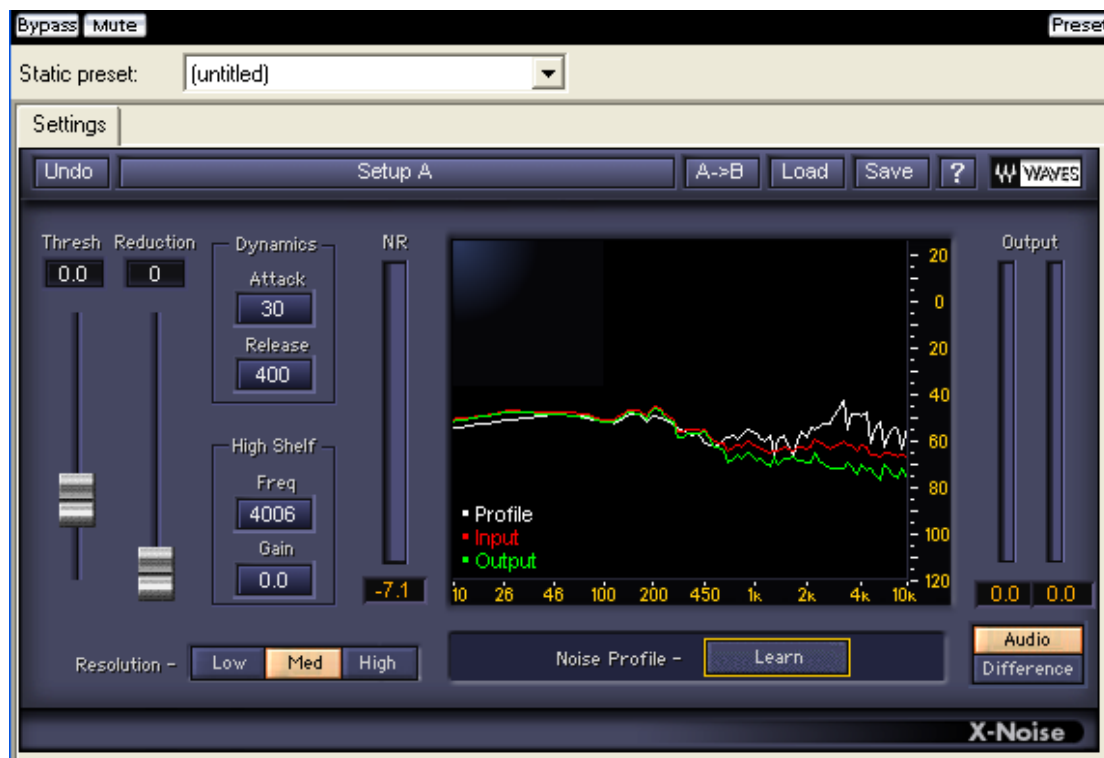 Bypass Mute Preset
Static preset: (untitled)
Settings
Undo Setup A A->B Load Save ? WAVES
Thresh Reduction Dynamics NR Output
0.0 0
Attack
30
Release
400
High Shelf
Freq
4006
Gain
0.0
-7.1
20
0
20
40
60
80
100
120
Profile
Input
Output
10 26 46 100 200 450 1K 2K 4K 10K
0.0 0.0
Resolution - Low Med High
Noise Profile - Learn
Audio
Difference
X-Noise